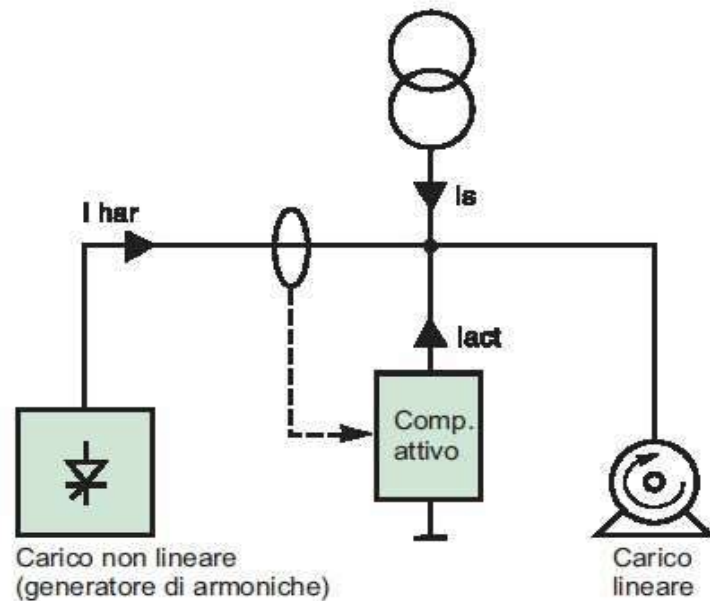 I har
Is
Iact
Comp.
attivo
Carico non lineare
(generatore di armoniche)
Carico
lineare